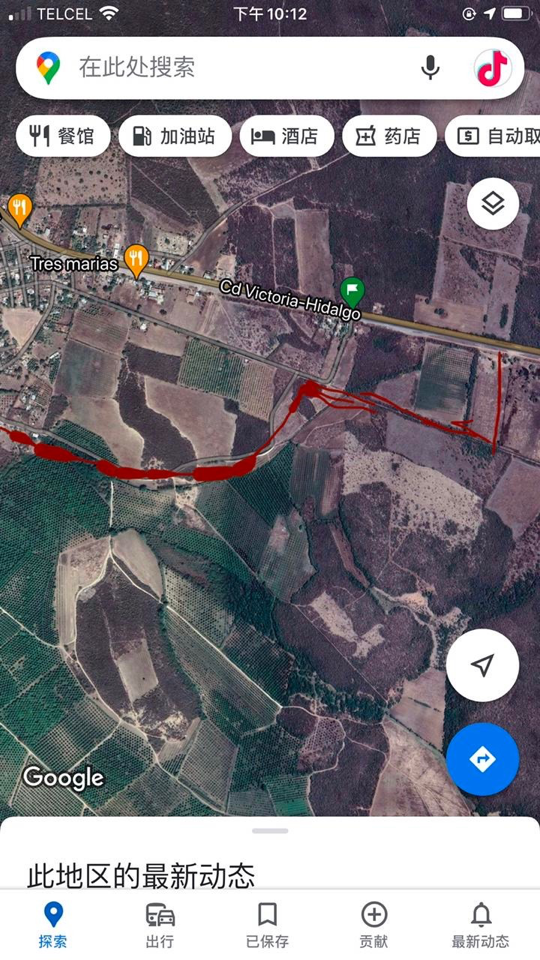 TELCEL 下午10:12
在此处搜索
餐馆 加油站 酒店 药店 自动取
Tres marias
Cd Victoria-Hidalgo
Google
此地区的最新动态
探索 出行 已保存 贡献 最新动态